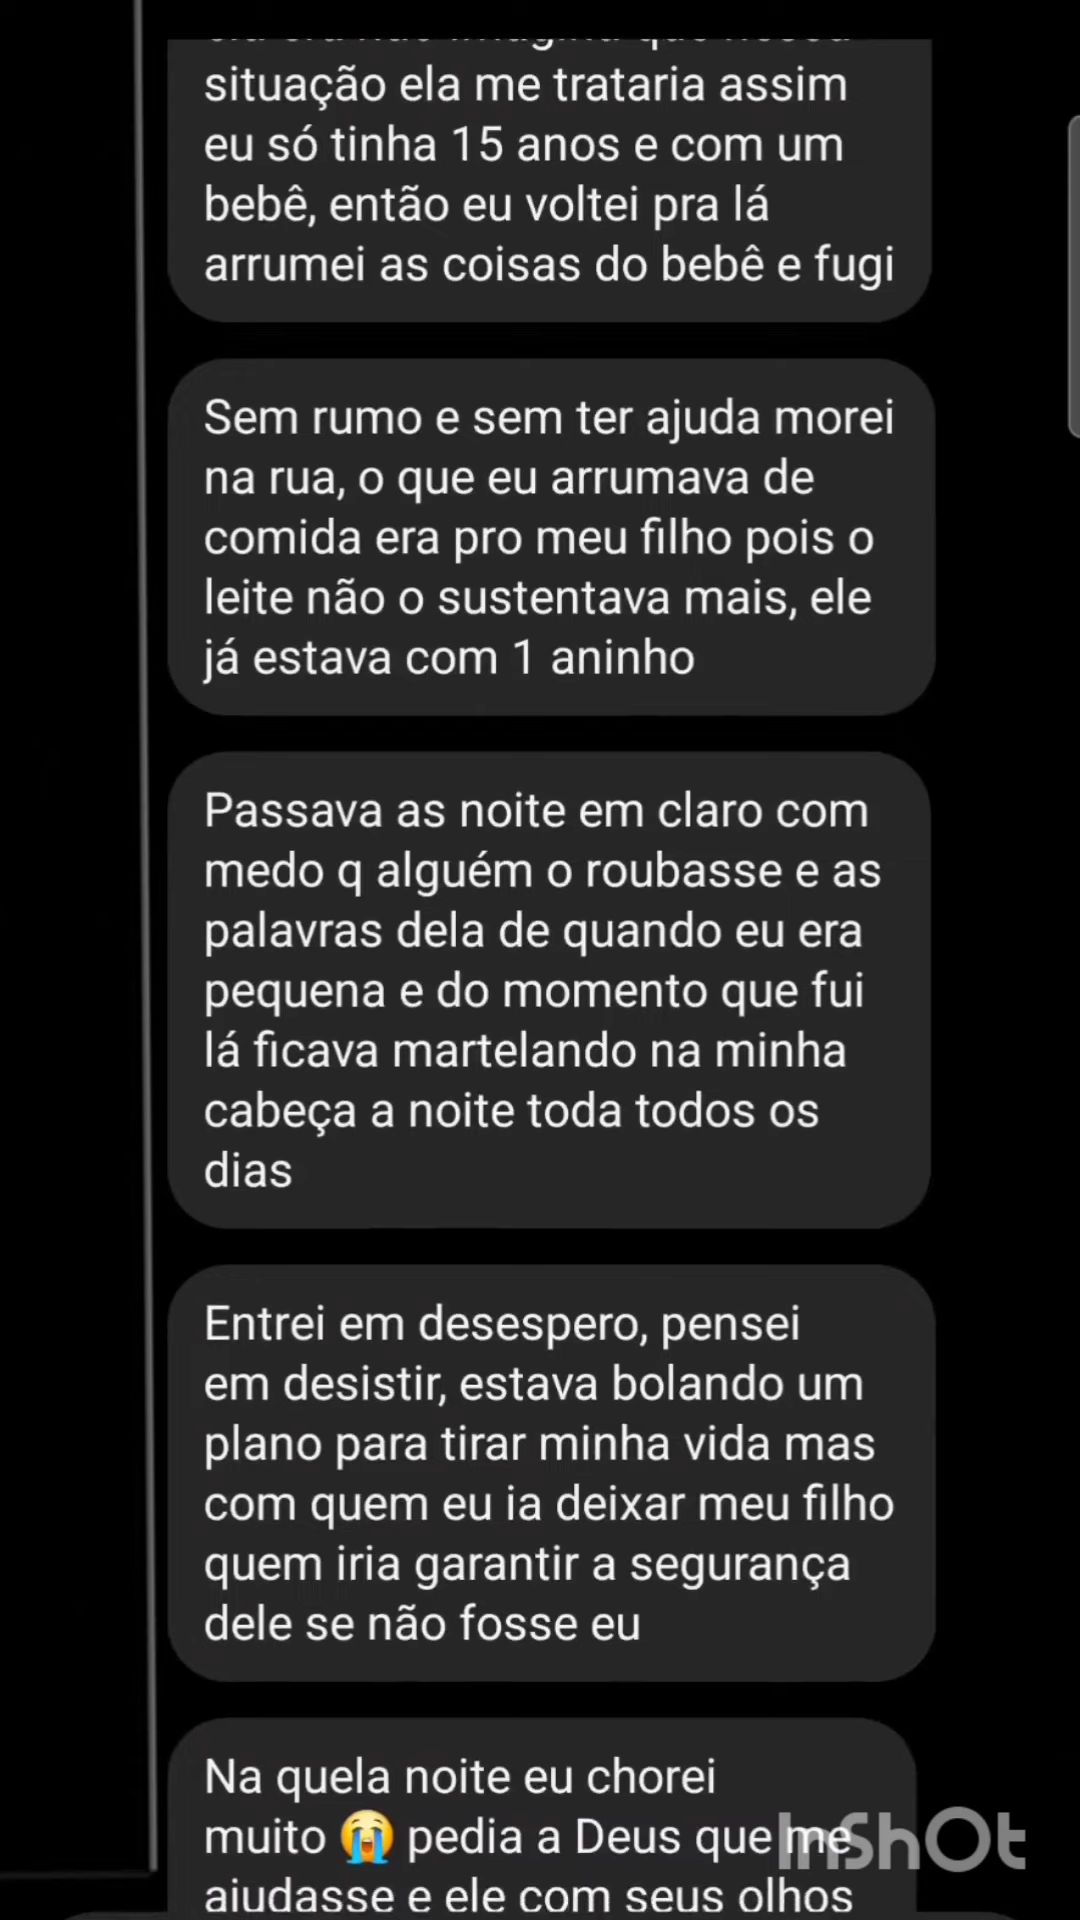 situação ela me trataria assim
eu só tinha 15 anos e com um
bebê, então eu voltei pra lá
arrumei as coisas do bebê e fugi
Sem rumo e sem ter ajuda morei
na rua, o que eu arrumava de
comida era pro meu filho pois o
leite não o sustentava mais, ele
já estava com 1 aninho
Passava as noite em claro com
medo q alguém o roubasse e as
palavras dela de quando eu era
pequena e do momento que fui
lá ficava martelando na minha
cabeça a noite toda todos os
dias
Entrei em desespero, pensei
em desistir, estava bolando um
plano para tirar minha vida mas
com quem eu ia deixar meu filho
quem iria garantir a segurança
dele se não fosse eu
Na quela noite eu chorei
muito 😭 pedia a Deus que me
ajudasse e ele com seus olhos
InShOt